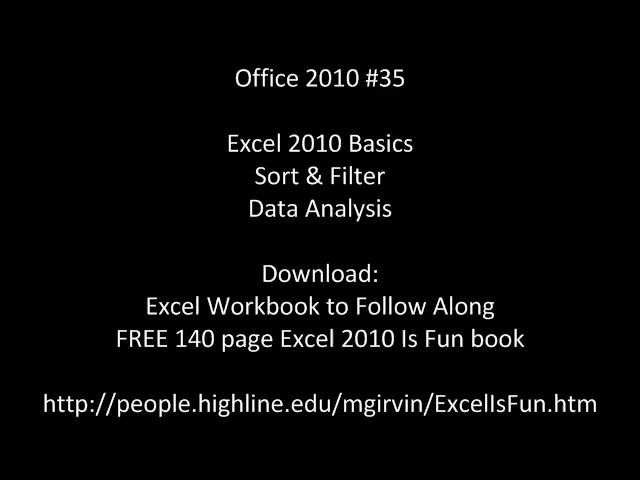 Office 2010 #35
Excel 2010 Basics
Sort & Filter
Data Analysis
Download:
Excel Workbook to Follow Along
FREE 140 page Excel 2010 Is Fun book
http://people.highline.edu/mgirvin/ExcelIsFun.htm